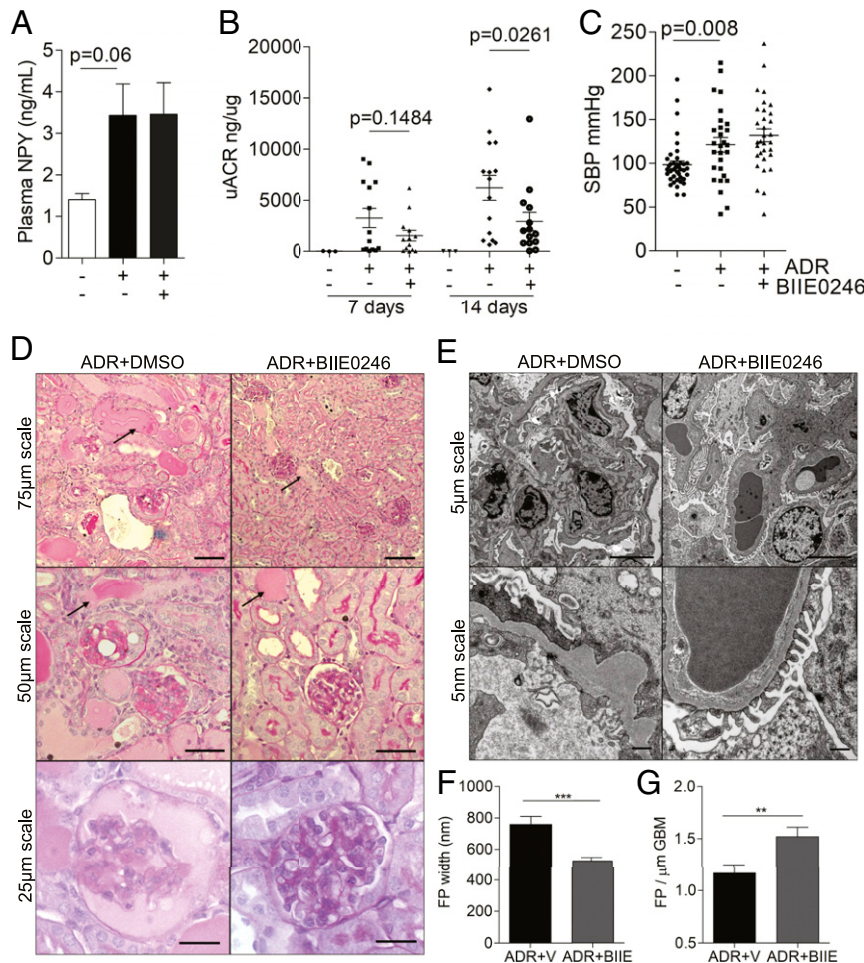 A
p=0.06
Plasma NPY (ng/mL)
5
4
3
2
1
0
- + +
- - +
B
p=0.0261
p=0.1484
uACR ng/ug
20000
15000
10000
5000
0
- + + - + +
- - + - - +
7 days 14 days
C
p=0.008
SBP mmHg
250
200
150
100
50
0
- + + ADR
- - + BIIE0246
D
ADR+DMSO ADR+BIIE0246
75µm scale
50µm scale
25µm scale
E
ADR+DMSO ADR+BIIE0246
5µm scale
5nm scale
F
***
FP width (nm)
1000
800
600
400
200
0
ADR+V ADR+BIIE
G
**
FP / µm GBM
2.0
1.5
1.0
0.5
ADR+V ADR+BIIE